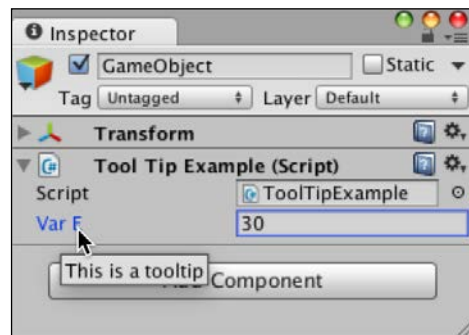 Inspector
GameObject Static
Tag Untagged Layer Default
Transform
Tool Tip Example (Script)
Script ToolTipExample
Var F 30
This is a tooltip
Component